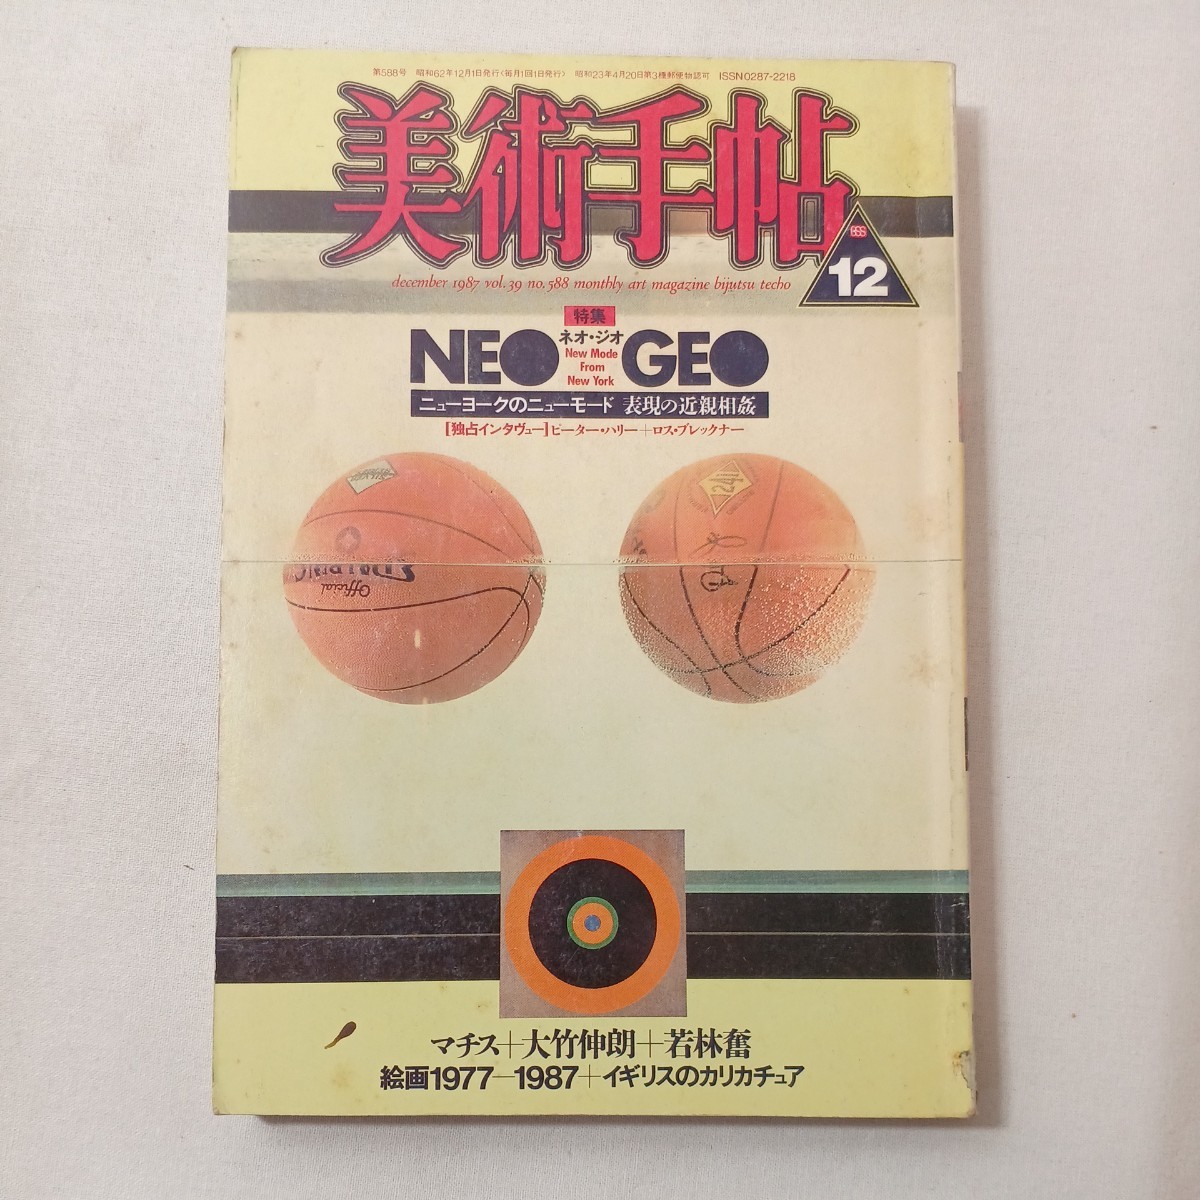 第588号 昭和62年12月1日発行〈毎月1回1日発行〉 昭和23年4月20日第3種郵便物認可 ISSN0287-2218
美術手帖
BSS
12
december 1987 vol.39 no.588 monthly art magazine bijutsu techo
特集
ネオ・ジオ
NEO GEO
New Mode
From
New York
ニューヨークのニューモード 表現の近親相姦
[独占インタヴュー]ピーター・ハリー+ロス・ブレックナー
SPALDING
Official
241
マチス+大竹伸朗+若林奮
絵画1977—1987+イギリスのカリカチュア